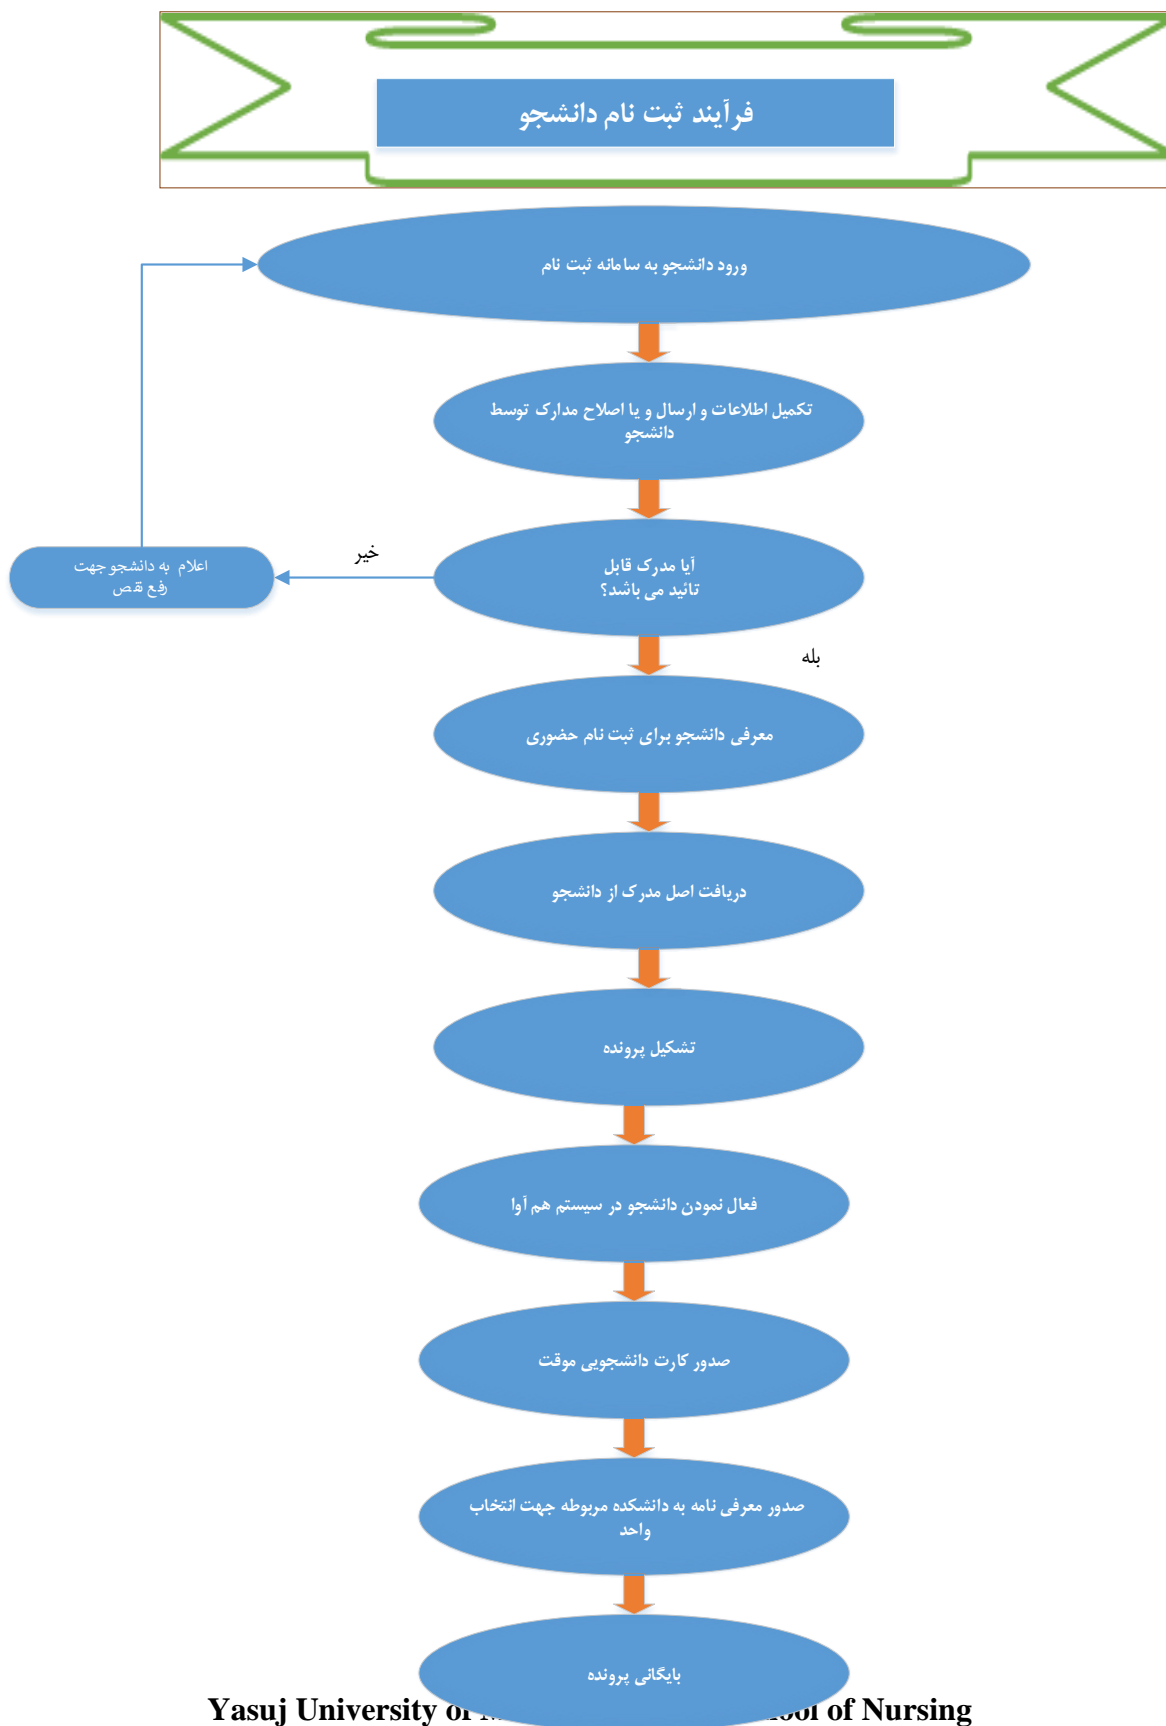 فرآیند ثبت نام دانشجو
ورود دانشجو به سامانه ثبت نام
تکمیل اطلاعات و ارسال و یا اصلاح مدارک توسط
دانشجو
آیا مدرک قابل
تائید می باشد؟
خیر
اعلام به دانشجو جهت
رفع نقص
بله
معرفی دانشجو برای ثبت نام حضوری
دریافت اصل مدرک از دانشجو
تشکیل پرونده
فعال نمودن دانشجو در سیستم هم آوا
صدور کارت دانشجویی موقت
صدور معرفی نامه به دانشکده مربوطه جهت انتخاب
واحد
بایگانی پرونده
Yasuj University of Nursing